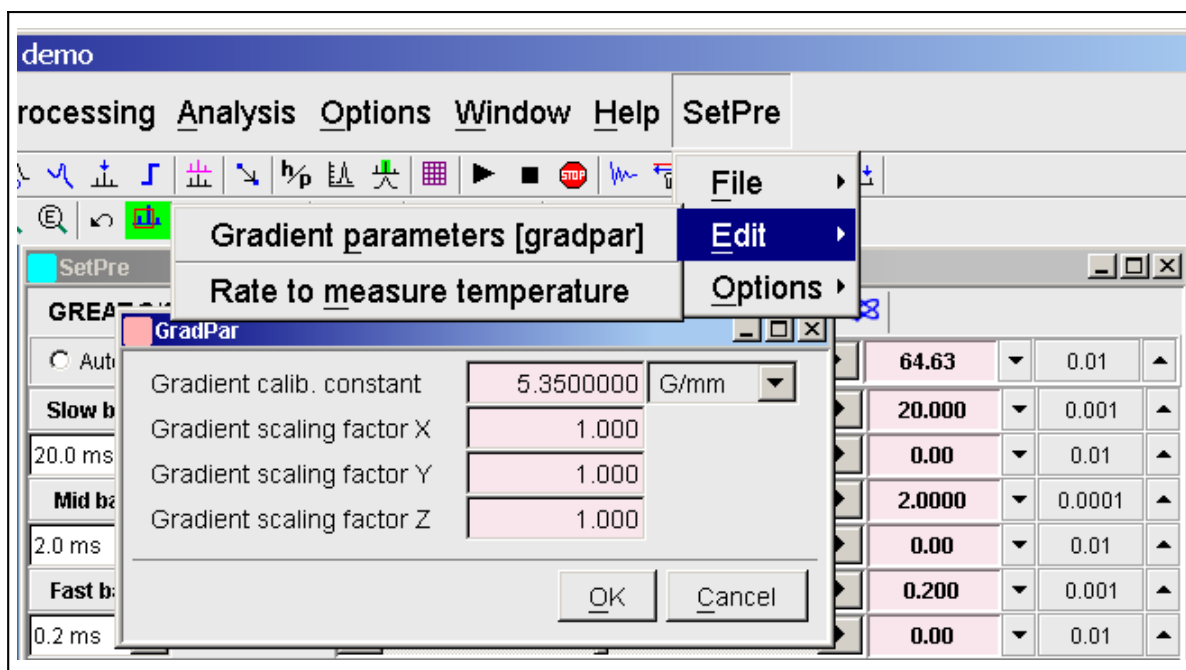 demo
rocessing Analysis Options Window Help SetPre
h/p STOP File
E Gradient parameters [gradpar] Edit
SetPre Rate to measure temperature Options
GREAT
GradPar
Auto 64.63 0.01
Gradient calib. constant 5.3500000 G/mm
Slow b 20.000 0.001
Gradient scaling factor X 1.000
20.0 ms 0.00 0.01
Gradient scaling factor Y 1.000
Mid ba 2.0000 0.0001
Gradient scaling factor Z 1.000
2.0 ms 0.00 0.01
Fast b 0.200 0.001
OK Cancel
0.2 ms 0.00 0.01